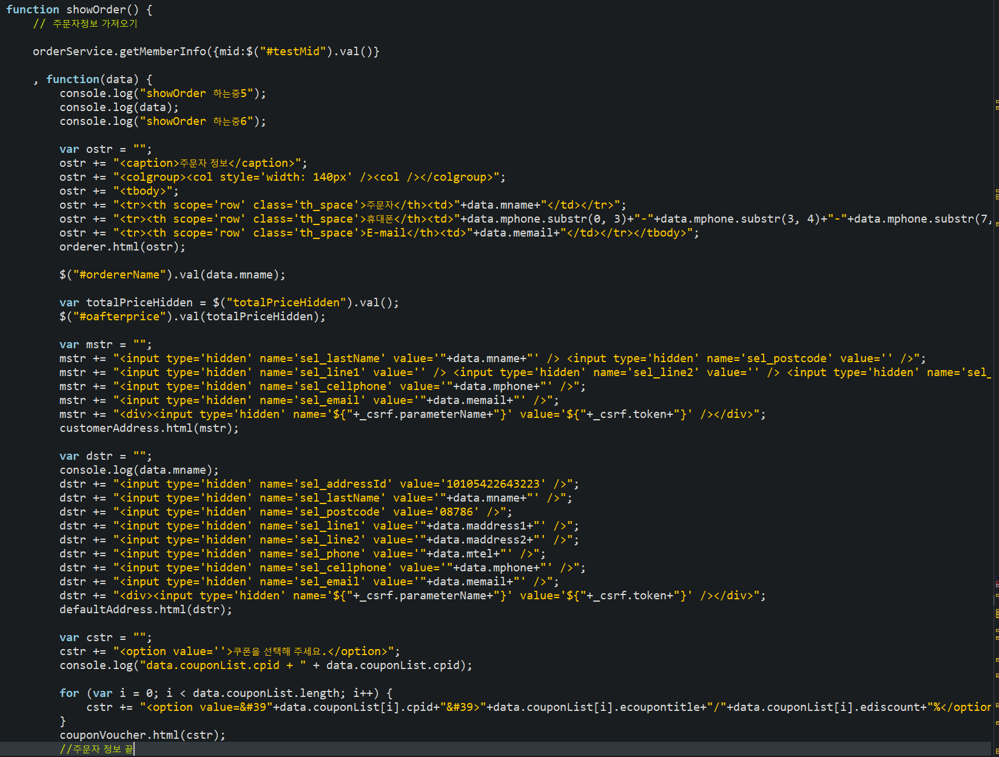 function showOrder() {
// 주문자정보 가져오기
orderService.getMemberInfo({mid:$("#testMid").val()}
, function(data) {
console.log("showOrder 하는중5");
console.log(data);
console.log("showOrder 하는중6");
var ostr = "";
ostr += "<caption>주문자 정보</caption>";
ostr += "<colgroup><col style='width: 140px' /><col /></colgroup>";
ostr += "<tbody>";
ostr += "<tr><th scope='row' class='th_space'>주문자</th><td>"+data.mname+"</td></tr>";
ostr += "<tr><th scope='row' class='th_space'>휴대폰</th><td>"+data.mphone.substr(0, 3)+"-"+data.mphone.substr(3, 4)+"-"+data.mphone.substr(7,
ostr += "<tr><th scope='row' class='th_space'>E-mail</th><td>"+data.memail+"</td></tr></tbody>";
orderer.html(ostr);
$("#ordererName").val(data.mname);
var totalPriceHidden = $("totalPriceHidden").val();
$("#oafterprice").val(totalPriceHidden);
var mstr = "";
mstr += "<input type='hidden' name='sel_lastName' value='"+data.mname+"' /> <input type='hidden' name='sel_postcode' value='' />";
mstr += "<input type='hidden' name='sel_line1' value='' /> <input type='hidden' name='sel_line2' value='' /> <input type='hidden' name='sel_
mstr += "<input type='hidden' name='sel_cellphone' value='"+data.mphone+"' />";
mstr += "<input type='hidden' name='sel_email' value='"+data.memail+"' />";
mstr += "<div><input type='hidden' name='${"+_csrf.parameterName+"}' value='${"+_csrf.token+"}' /></div>";
customerAddress.html(mstr);
var dstr = "";
console.log(data.mname);
dstr += "<input type='hidden' name='sel_addressId' value='10105422643223' />";
dstr += "<input type='hidden' name='sel_lastName' value='"+data.mname+"' />";
dstr += "<input type='hidden' name='sel_postcode' value='08786' />";
dstr += "<input type='hidden' name='sel_line1' value='"+data.maddress1+"' />";
dstr += "<input type='hidden' name='sel_line2' value='"+data.maddress2+"' />";
dstr += "<input type='hidden' name='sel_phone' value='"+data.mtel+"' />";
dstr += "<input type='hidden' name='sel_cellphone' value='"+data.mphone+"' />";
dstr += "<input type='hidden' name='sel_email' value='"+data.memail+"' />";
dstr += "<div><input type='hidden' name='${"+_csrf.parameterName+"}' value='${"+_csrf.token+"}' /></div>";
defaultAddress.html(dstr);
var cstr = "";
cstr += "<option value=''>쿠폰을 선택해 주세요.</option>";
console.log("data.couponList.cpid + " + data.couponList.cpid);
for (var i = 0; i < data.couponList.length; i++) {
cstr += "<option value=&#39"+data.couponList[i].cpid+"&#39>"+data.couponList[i].ecoupontitle+"/"+data.couponList[i].ediscount+"%</option
}
couponVoucher.html(cstr);
//주문자 정보 끝